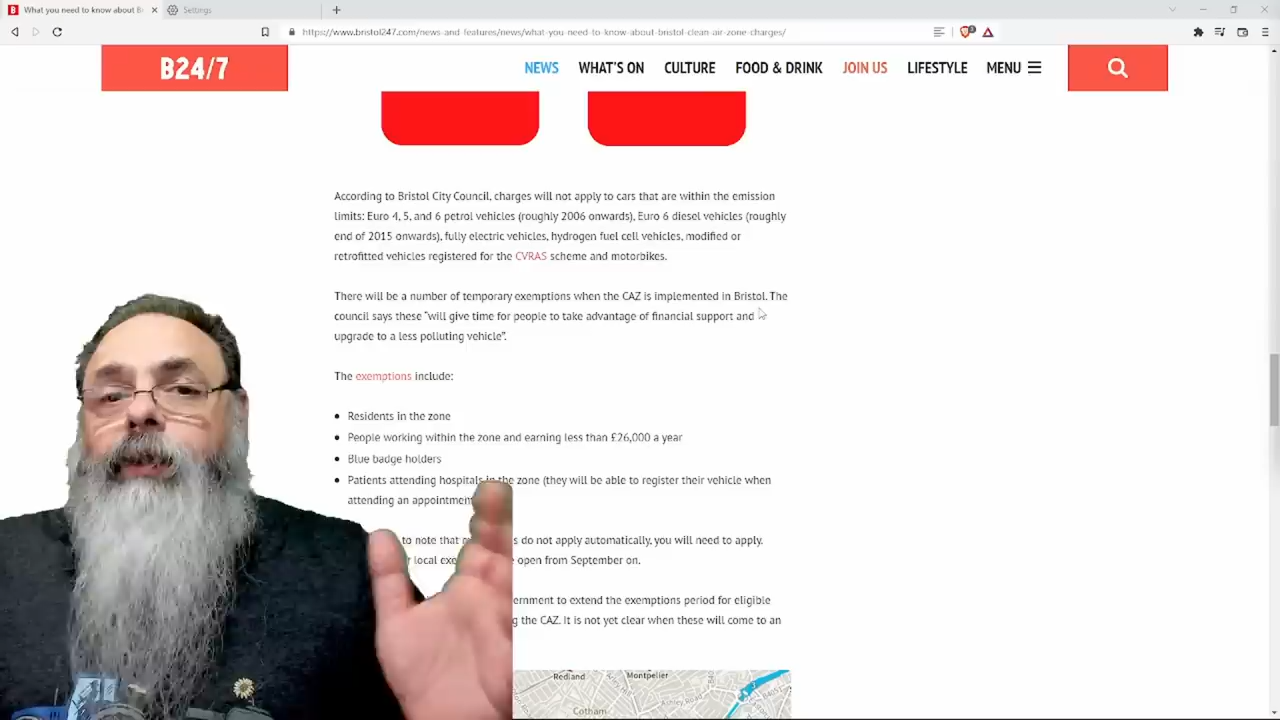 What you need to know about B
Settings
https://www.bristol247.com/news-and-features/news/what-you-need-to-know-about-bristol-clean-air-zone-charges/
B24/7
NEWS WHAT'S ON CULTURE FOOD & DRINK JOIN US LIFESTYLE MENU
According to Bristol City Council, charges will not apply to cars that are within the emission
limits: Euro 4, 5, and 6 petrol vehicles (roughly 2006 onwards), Euro 6 diesel vehicles (roughly
end of 2015 onwards), fully electric vehicles, hydrogen fuel cell vehicles, modified or
retrofitted vehicles registered for the CVRAS scheme and motorbikes.
There will be a number of temporary exemptions when the CAZ is implemented in Bristol. The
council says these “will give time for people to take advantage of financial support and
upgrade to a less polluting vehicle”.
The exemptions include:
Residents in the zone
People working within the zone and earning less than £26,000 a year
Blue badge holders
Patients attending hospitals in the zone (they will be able to register their vehicle when
attending an appointmen
to note that do not apply automatically, you will need to apply.
local open from September on.
to extend the exemptions period for eligible
the CAZ. It is not yet clear when these will come to an
Redland Montpelier
Cotham